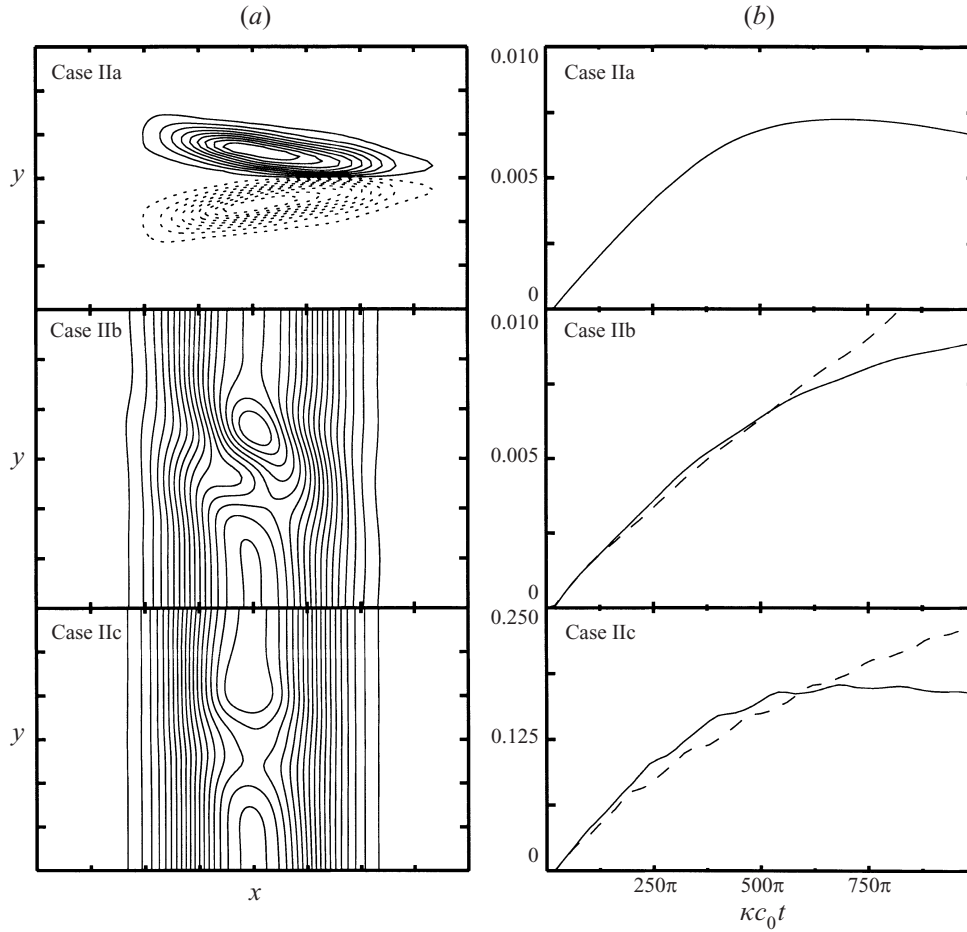 (a)
(b)
Case IIa
y
0.010
Case IIa
0.005
0
Case IIb
y
0.010
Case IIb
0.005
0
Case IIc
y
x
0.250
Case IIc
0.125
0
250π 500π 750π
κc₀t